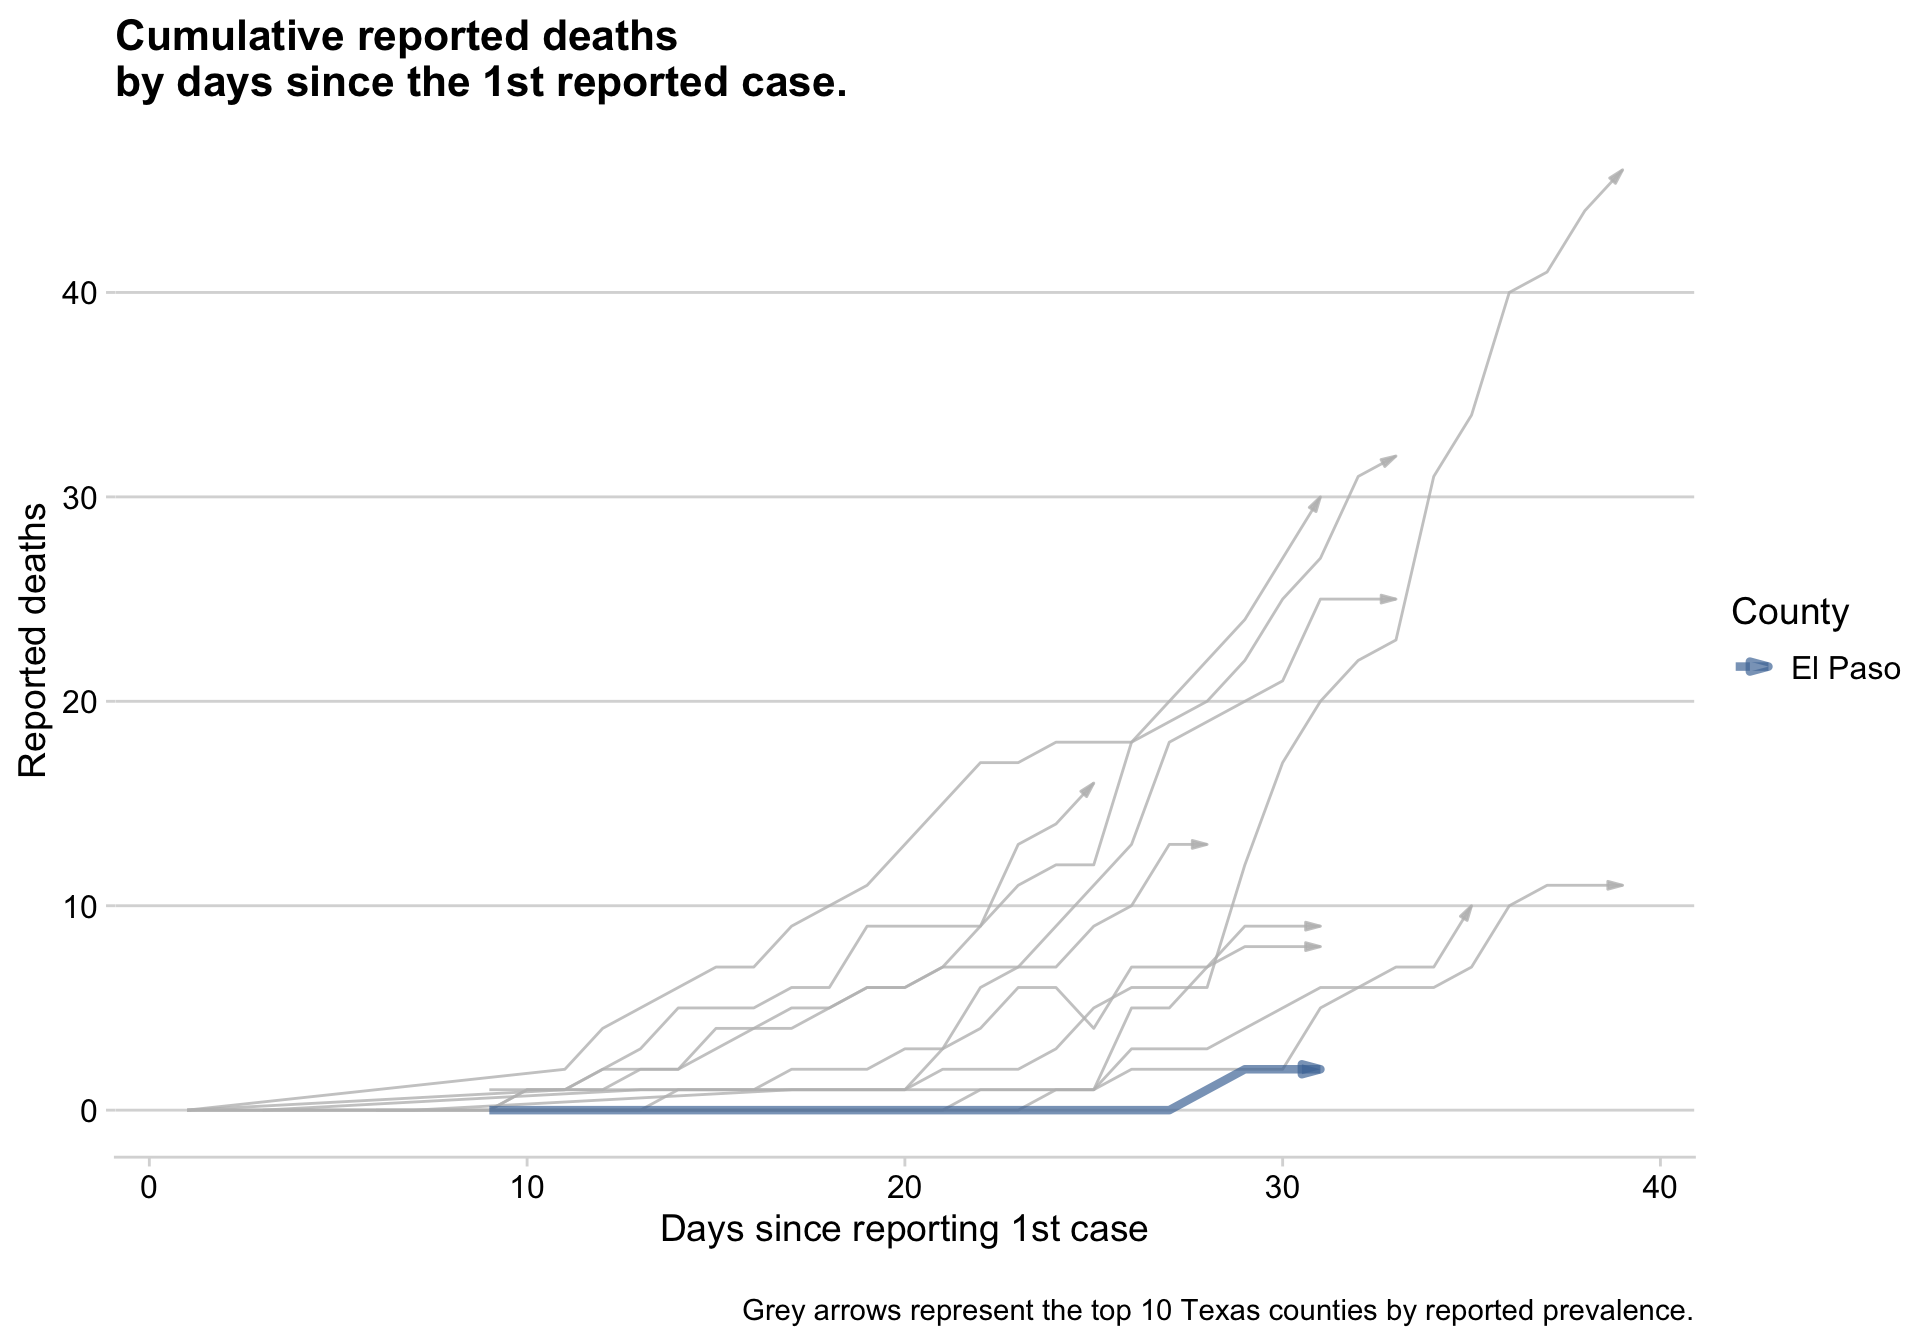 Cumulative reported deaths
by days since the 1st reported case.
Reported deaths
40
30
20
10
0
0 10 20 30 40
Days since reporting 1st case
County
El Paso
Grey arrows represent the top 10 Texas counties by reported prevalence.